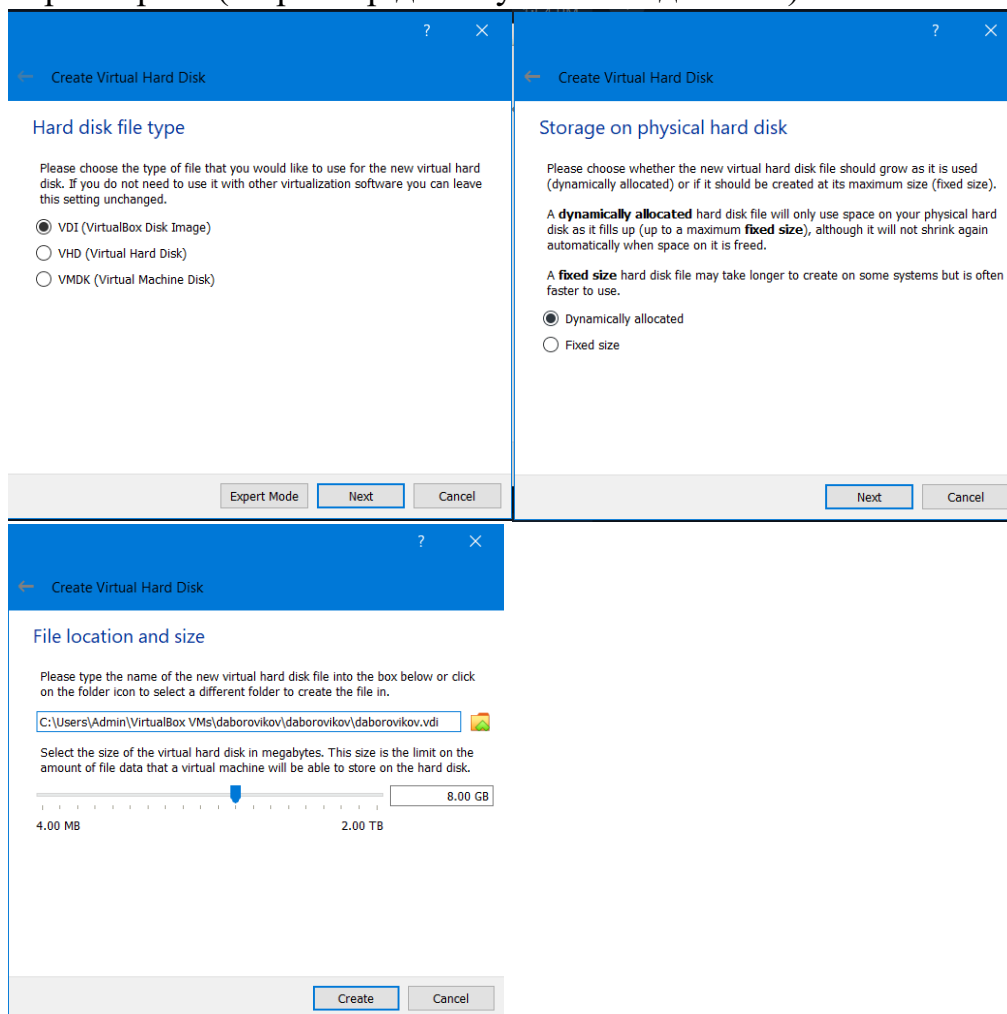 ?
Create Virtual Hard Disk
Hard disk file type
Please choose the type of file that you would like to use for the new virtual hard
disk. If you do not need to use it with other virtualization software you can leave
this setting unchanged.
VDI (VirtualBox Disk Image)
VHD (Virtual Hard Disk)
VMDK (Virtual Machine Disk)
Expert Mode Next Cancel
?
Create Virtual Hard Disk
Storage on physical hard disk
Please choose whether the new virtual hard disk file should grow as it is used
(dynamically allocated) or if it should be created at its maximum size (fixed size).
A dynamically allocated hard disk file will only use space on your physical hard
disk as it fills up (up to a maximum fixed size), although it will not shrink again
automatically when space on it is freed.
A fixed size hard disk file may take longer to create on some systems but is often
faster to use.
Dynamically allocated
Fixed size
Next Cancel
?
Create Virtual Hard Disk
File location and size
Please type the name of the new virtual hard disk file into the box below or click
on the folder icon to select a different folder to create the file in.
C:\Users\Admin\VirtualBox VMs\daborovikov\daborovikov\daborovikov.vdi
Select the size of the virtual hard disk in megabytes. This size is the limit on the
amount of file data that a virtual machine will be able to store on the hard disk.
8.00 GB
4.00 MB 2.00 TB
Create Cancel